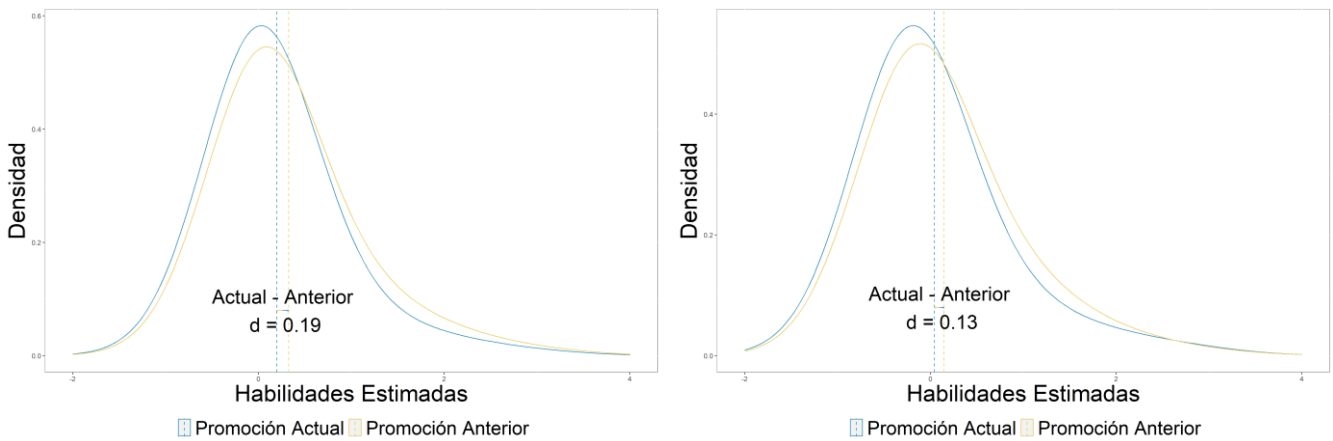 0.6
0.4
0.2
0.0
Densidad
Actual - Anterior
d = 0.19
-2 0 2 4
Habilidades Estimadas
Promoción Actual Promoción Anterior
0.4
0.2
0.0
Densidad
Actual - Anterior
d = 0.13
-2 0 2 4
Habilidades Estimadas
Promoción Actual Promoción Anterior